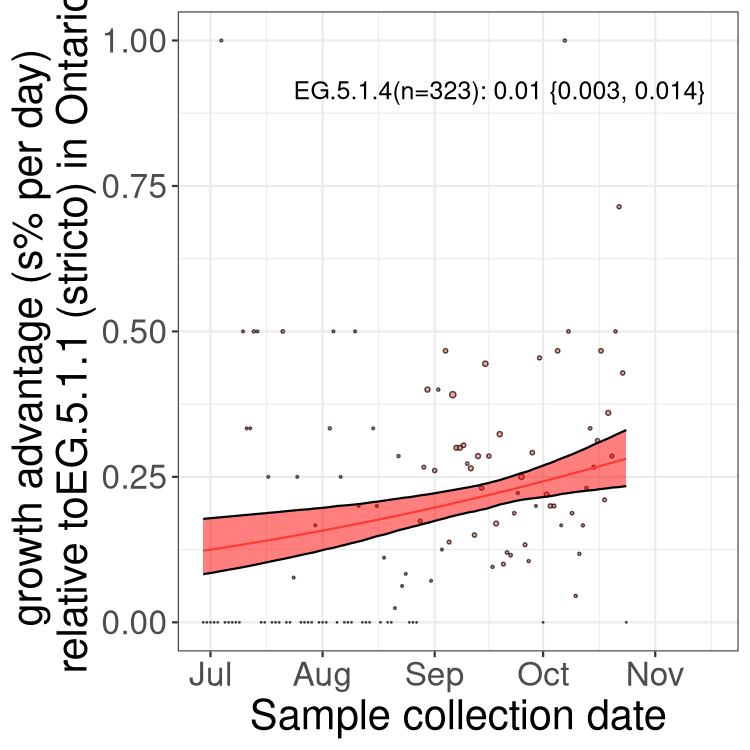 growth advantage (s% per day)
relative toEG.5.1.1 (stricto) in Ontario
1.00
0.75
0.50
0.25
0.00
EG.5.1.4(n=323): 0.01 {0.003, 0.014}
Jul Aug Sep Oct Nov
Sample collection date